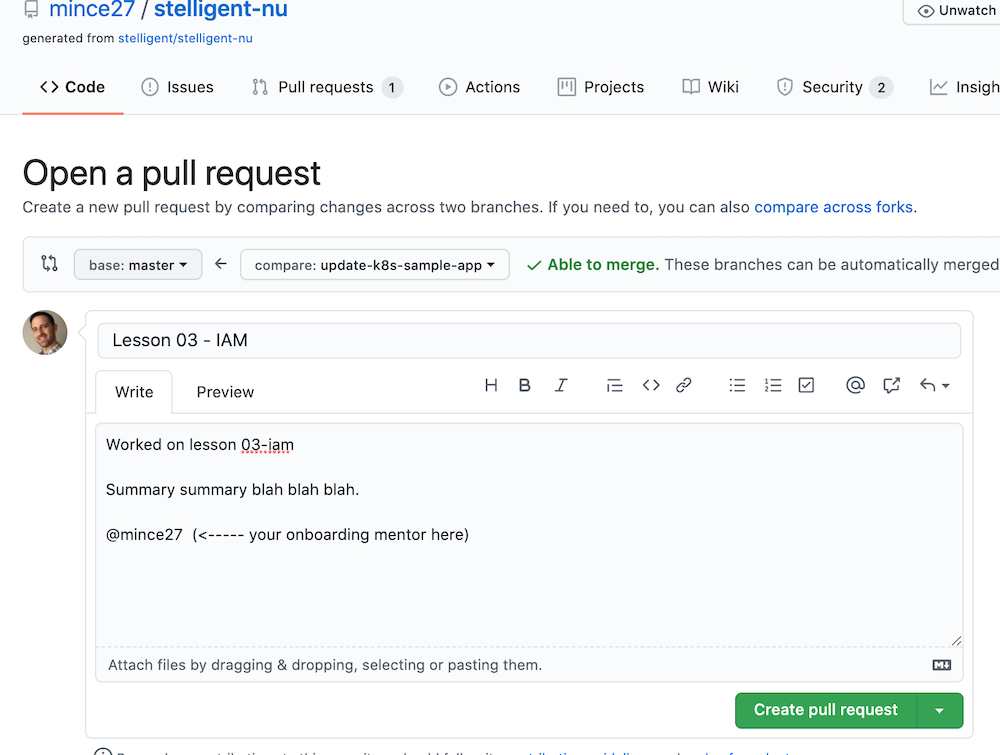 mince27 / stelligent-nu
Unwatch
generated from stelligent/stelligent-nu
Code Issues Pull requests 1 Actions Projects Wiki Security 2 Insigh
Open a pull request
Create a new pull request by comparing changes across two branches. If you need to, you can also compare across forks.
base: master ← compare: update-k8s-sample-app ✓ Able to merge. These branches can be automatically merged
Lesson 03 - IAM
Write Preview H B I
Worked on lesson 03-iam
Summary summary blah blah blah.
@mince27 (<----- your onboarding mentor here)
Attach files by dragging & dropping, selecting or pasting them.
Create pull request